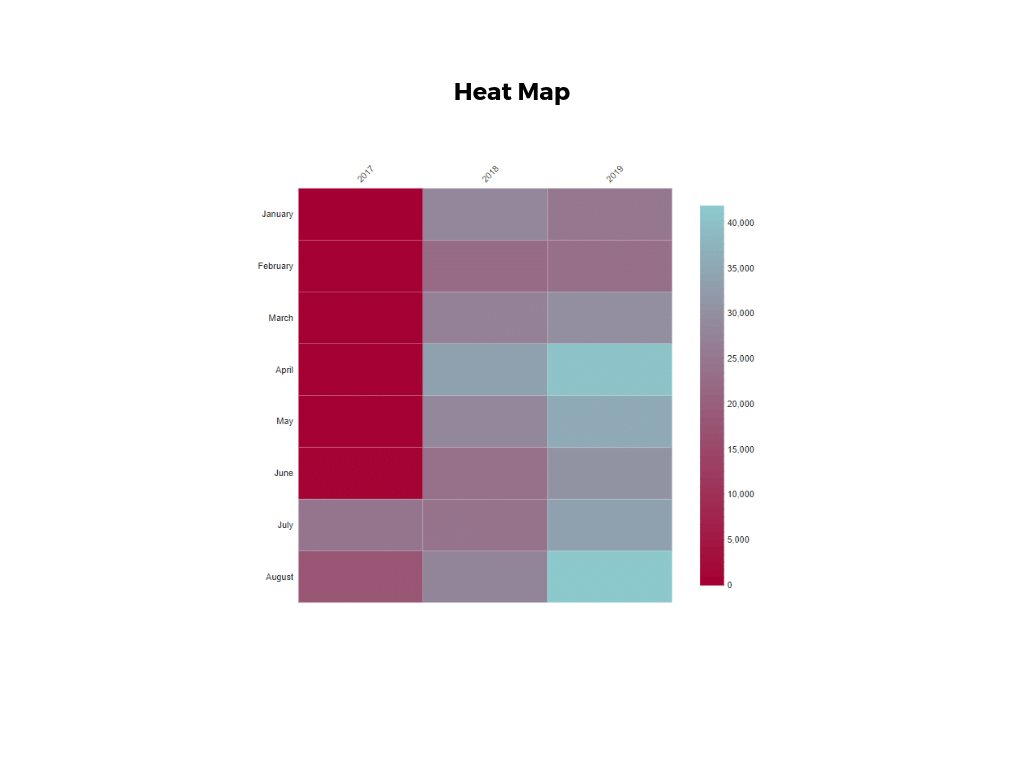 Heat Map
2017 2018 2019
January
February
March
April
May
June
July
August
40,000
35,000
30,000
25,000
20,000
15,000
10,000
5,000
0